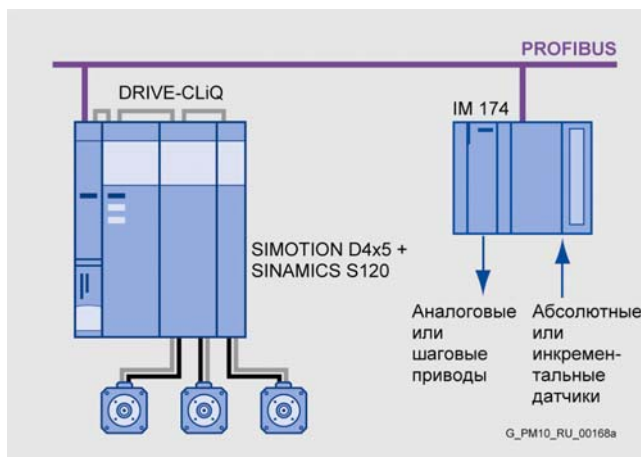 PROFIBUS
DRIVE-CLiQ
IM 174
SIMOTION D4x5 +
SINAMICS S120
Аналоговые
или
шаговые
приводы
Абсолютные
или
инкремен-
тальные
датчики
G_PM10_RU_00168a